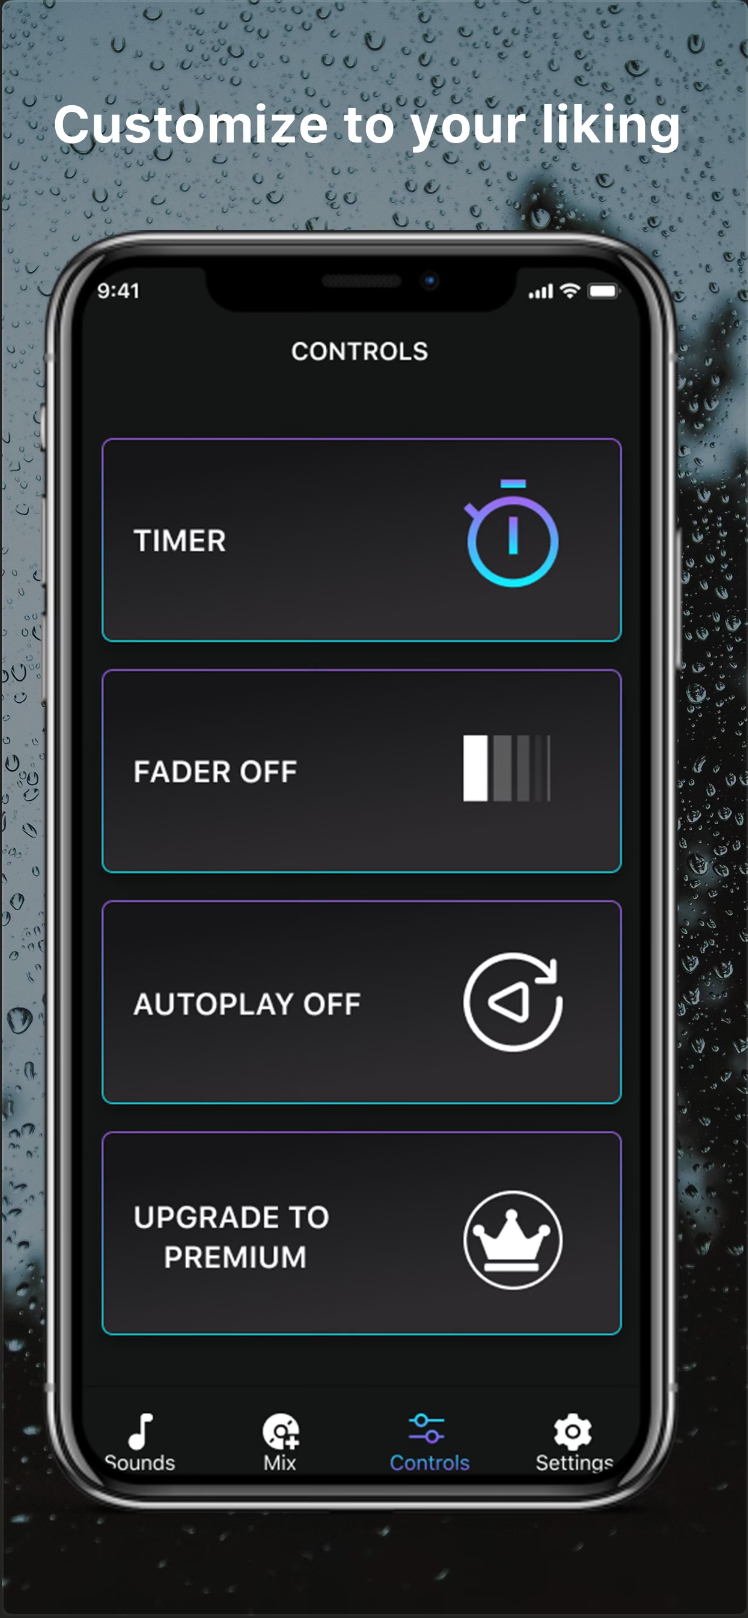 Customize to your liking
9:41
CONTROLS
TIMER
FADER OFF
AUTOPLAY OFF
UPGRADE TO
PREMIUM
Sounds
Mix
Controls
Settings